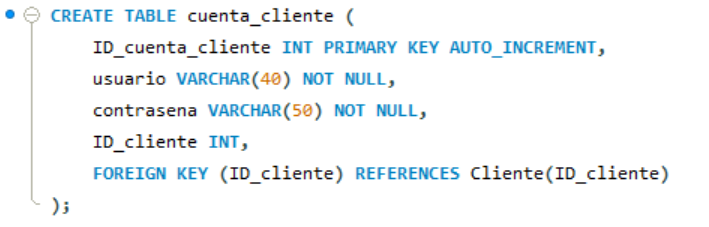 CREATE TABLE cuenta_cliente (
ID_cuenta_cliente INT PRIMARY KEY AUTO_INCREMENT,
usuario VARCHAR(40) NOT NULL,
contrasena VARCHAR(50) NOT NULL,
ID_cliente INT,
FOREIGN KEY (ID_cliente) REFERENCES Cliente(ID_cliente)
);